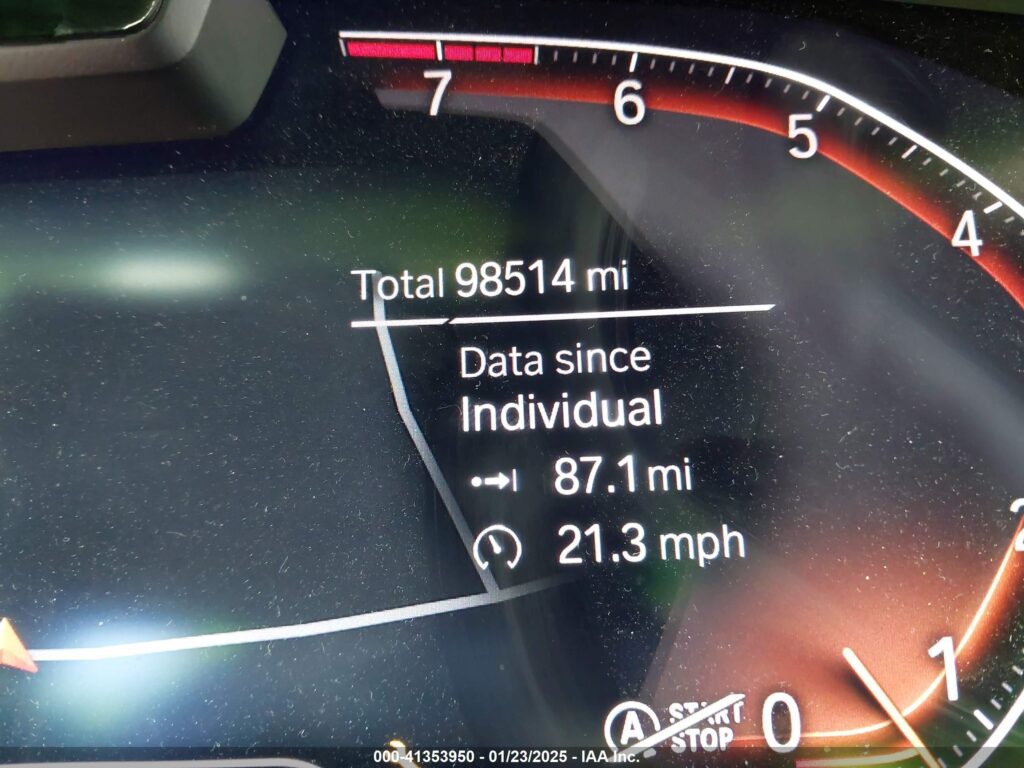 7
6
5
4
Total 98514 mi
Data since
Individual
87.1 mi
21.3 mph
2
1
0
A START
STOP
000-41353950 - 01/23/2025 - IAA Inc.